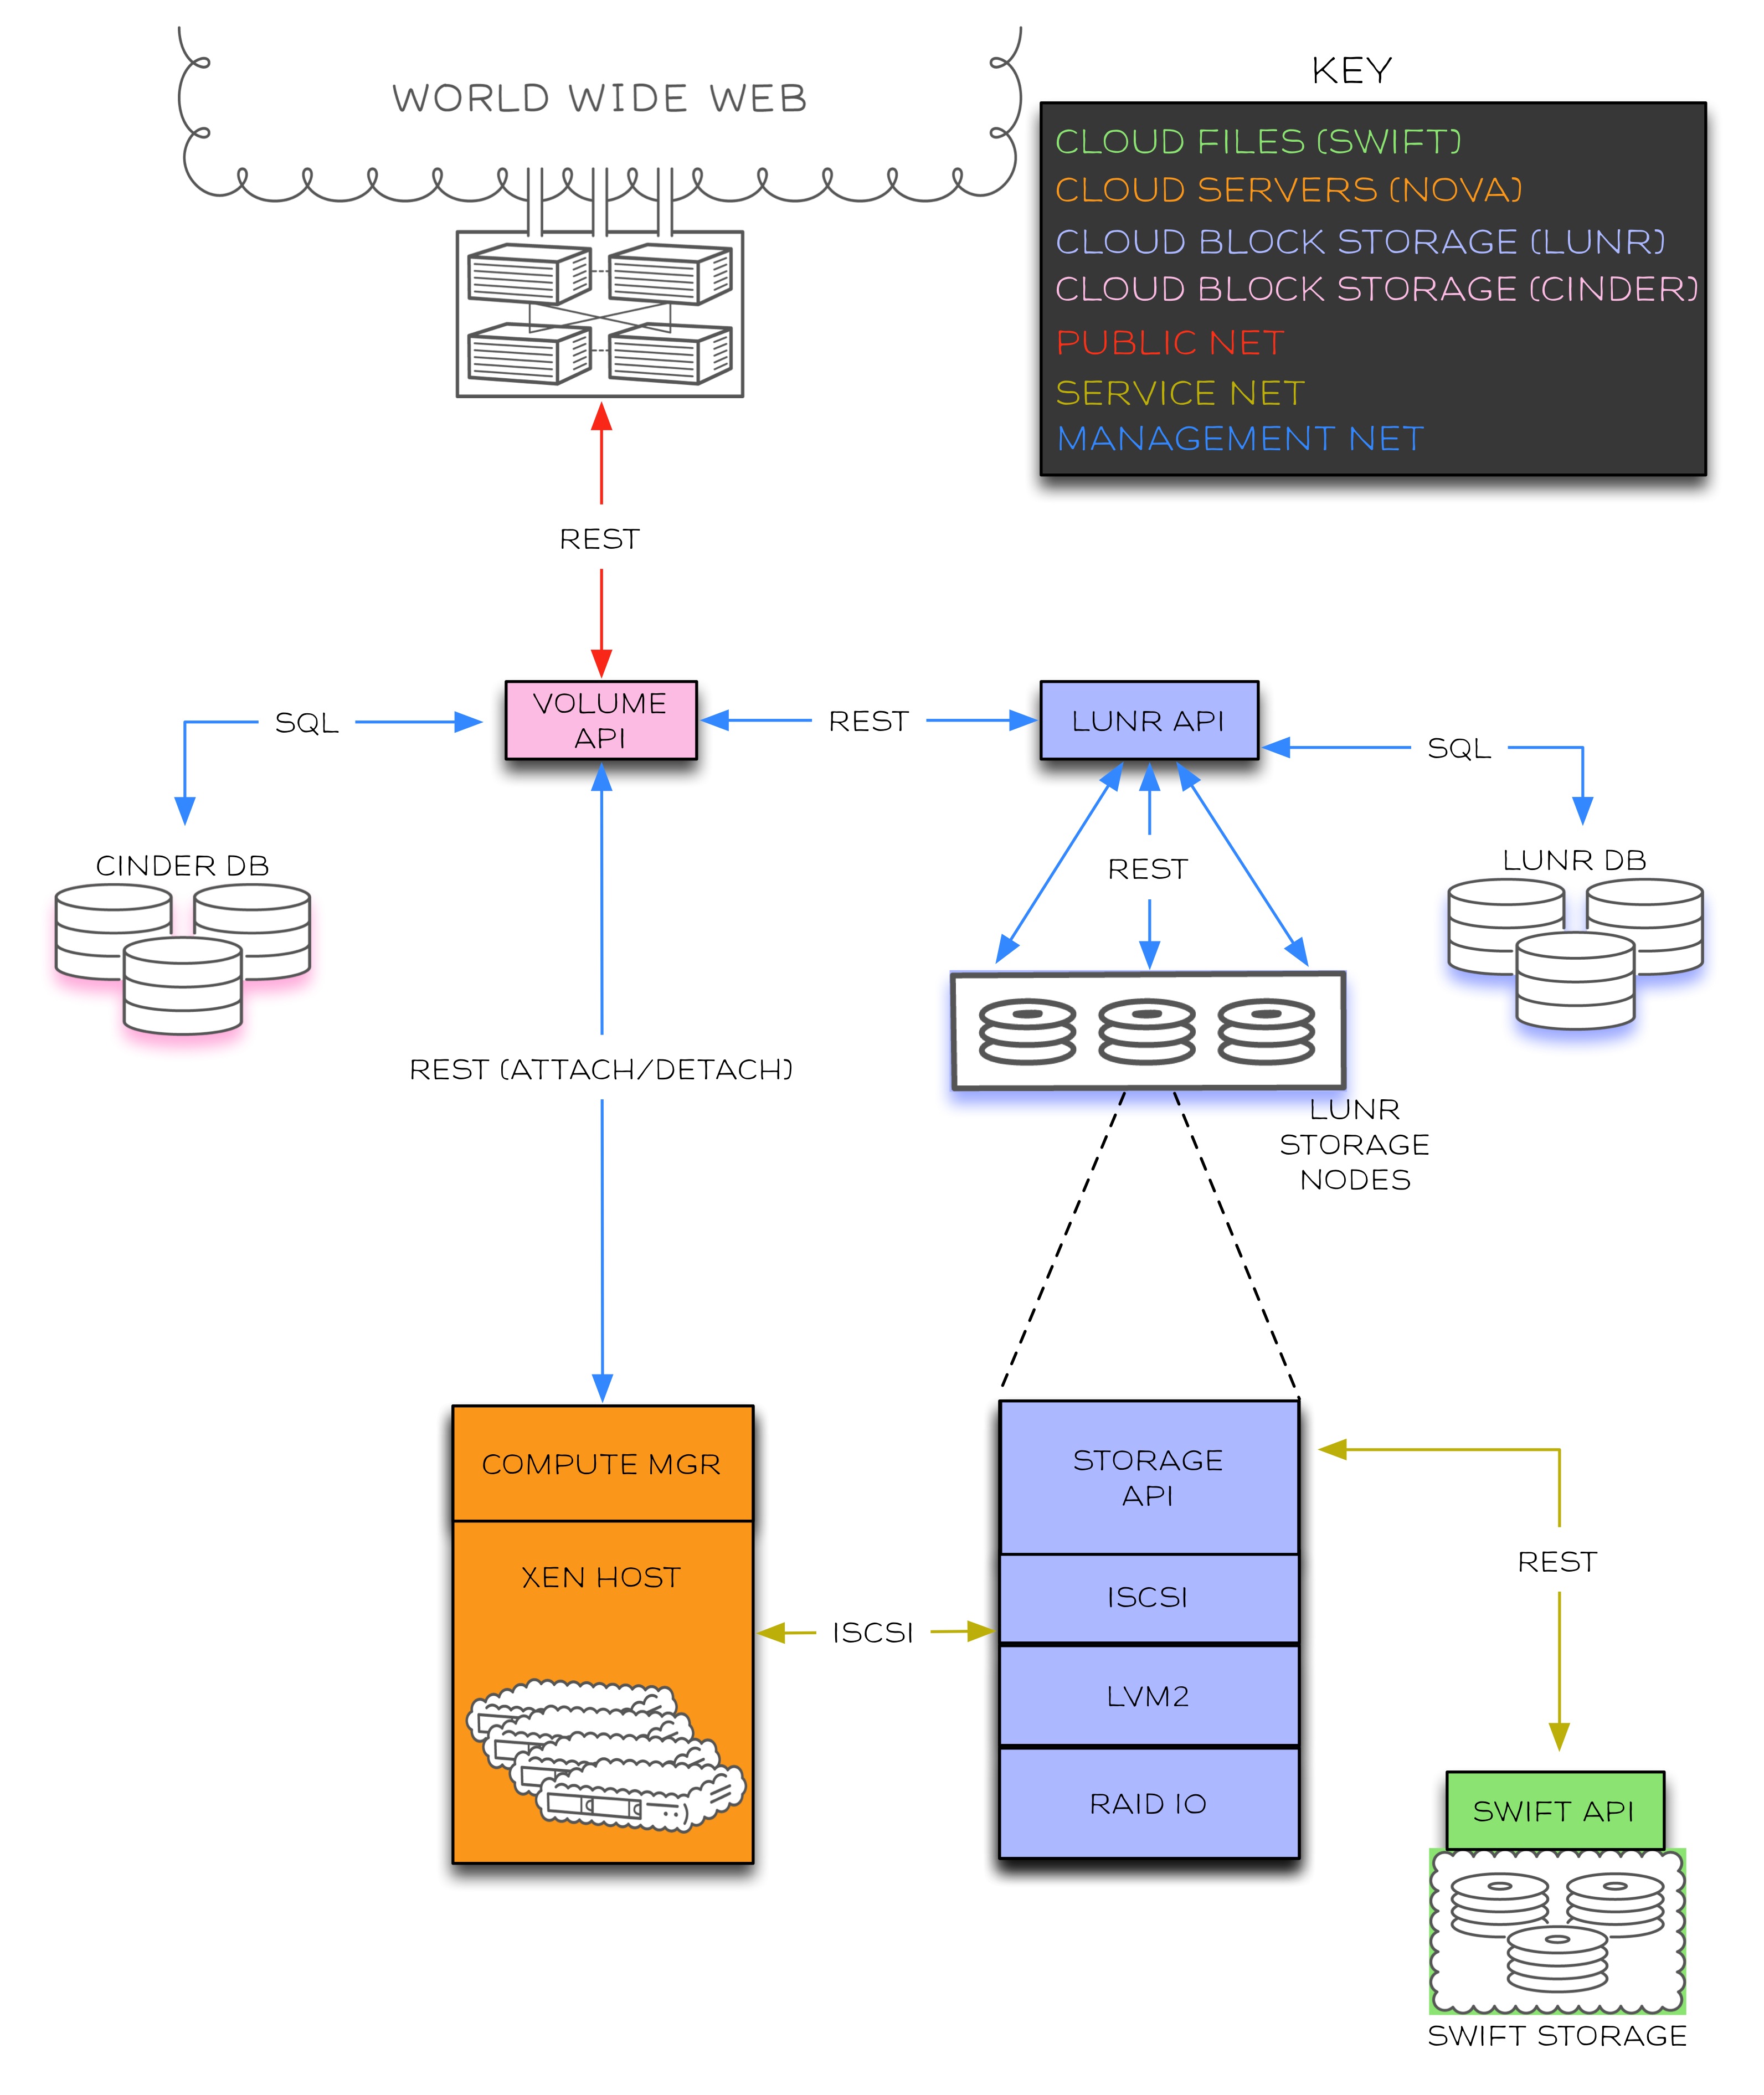 WORLD WIDE WEB
KEY
CLOUD FILES (SWIFT)
CLOUD SERVERS (NOVA)
CLOUD BLOCK STORAGE (LUNR)
CLOUD BLOCK STORAGE (CINDER)
PUBLIC NET
SERVICE NET
MANAGEMENT NET
REST
SQL
VOLUME
API
REST
LUNR API
SQL
CINDER DB
REST
LUNR DB
REST (ATTACH/DETACH)
LUNR
STORAGE
NODES
COMPUTE MGR
XEN HOST
ISCSI
STORAGE
API
ISCSI
LVM2
RAID IO
REST
SWIFT API
SWIFT STORAGE